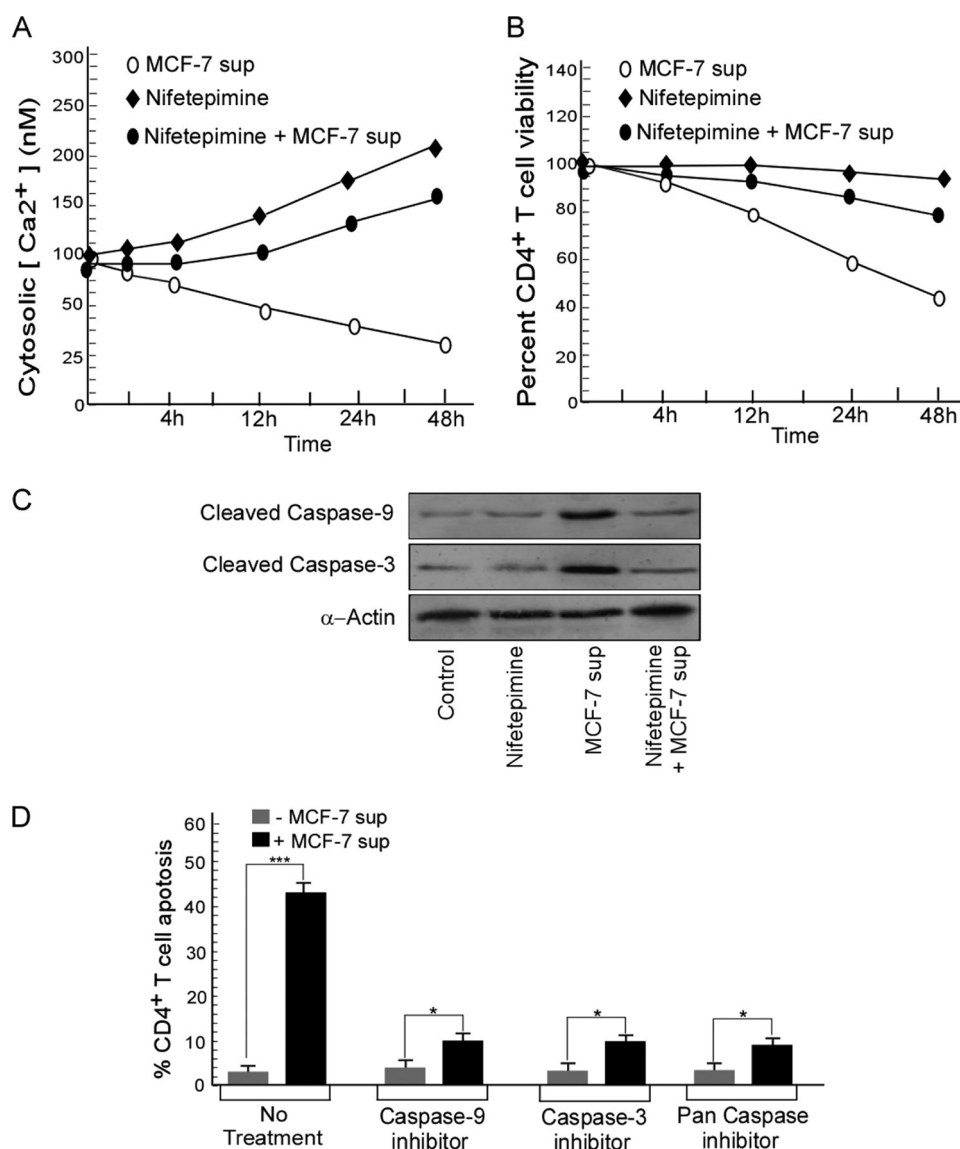 A
MCF-7 sup
Nifetepimine
Nifetepimine + MCF-7 sup
Cytosolic [ Ca2+ ] (nM)
300
250
200
150
100
50
25
0
4h
12h
24h
48h
Time
B
MCF-7 sup
Nifetepimine
Nifetepimine + MCF-7 sup
Percent CD4+ T cell viability
140
120
100
80
60
40
20
0
4h
12h
24h
48h
Time
C
Cleaved Caspase-9
Cleaved Caspase-3
α–Actin
Control
Nifetepimine
MCF-7 sup
Nifetepimine
+ MCF-7 sup
D
- MCF-7 sup
+ MCF-7 sup
% CD4+ T cell apotosis
60
50
40
30
20
10
0
***
*
*
*
No
Treatment
Caspase-9
inhibitor
Caspase-3
inhibitor
Pan Caspase
inhibitor